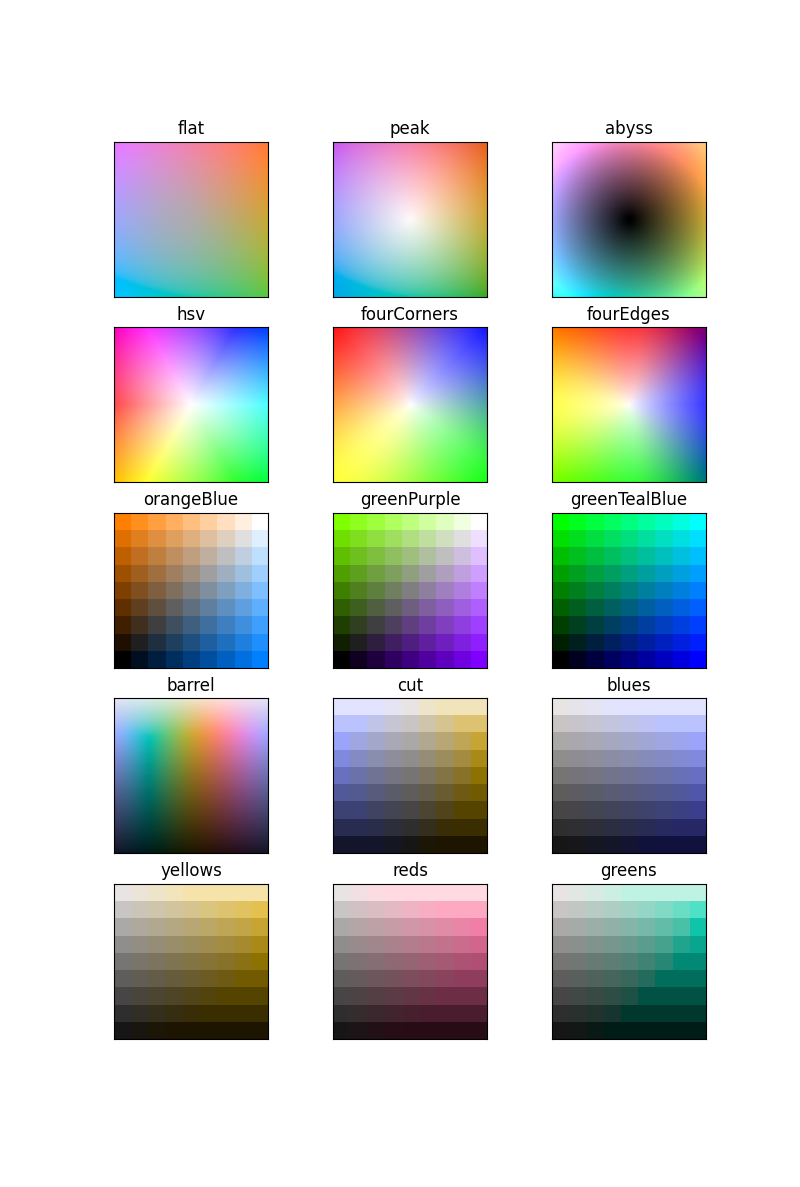 flat peak abyss
hsv fourCorners fourEdges
orangeBlue greenPurple greenTealBlue
barrel cut blues
yellows reds greens